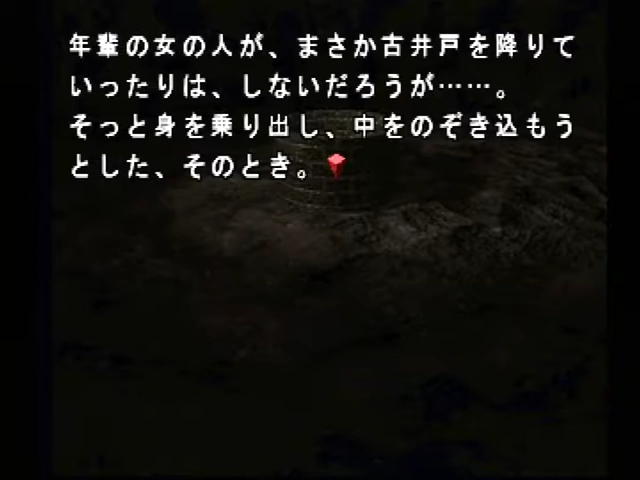 年輩の女の人が、まさか古井戸を降りて
いったりは、しないだろうが……。
そっと身を乗り出し、中をのぞき込もう
とした、そのとき。